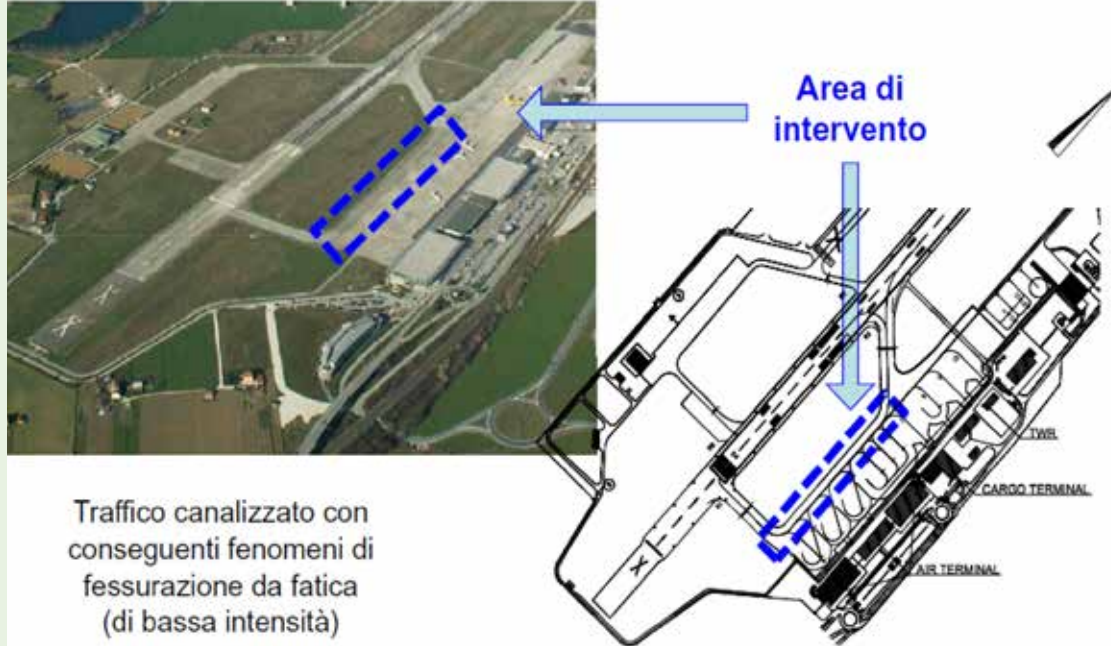 Area di
intervento
TWR
CARGO TERMINAL
AIR TERMINAL
Traffico canalizzato con
conseguenti fenomeni di
fessurazione da fatica
(di bassa intensità)